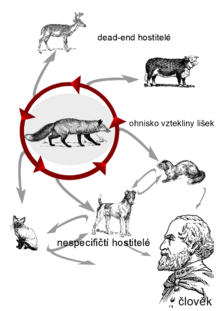 dead-end hostitelé
ohnisko vztekliny lišek
nespecifičtí hostitelé
člověk